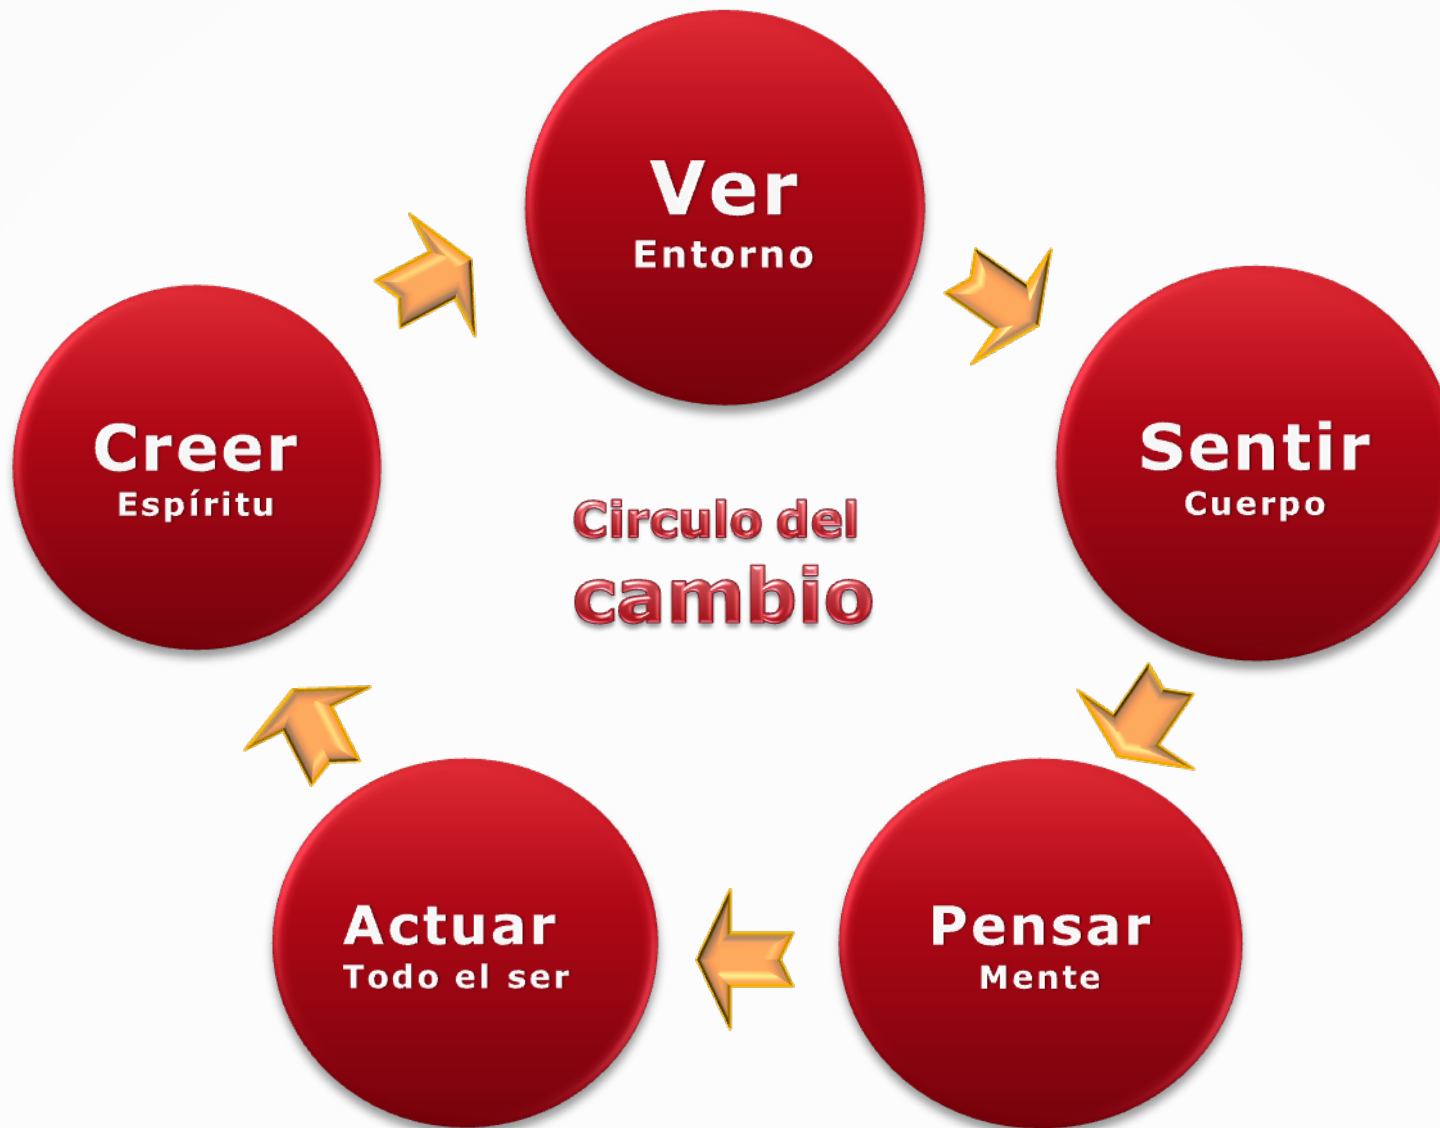 Ver
Entorno
Sentir
Cuerpo
Pensar
Mente
Actuar
Todo el ser
Creer
Espíritu
Circulo del
cambio